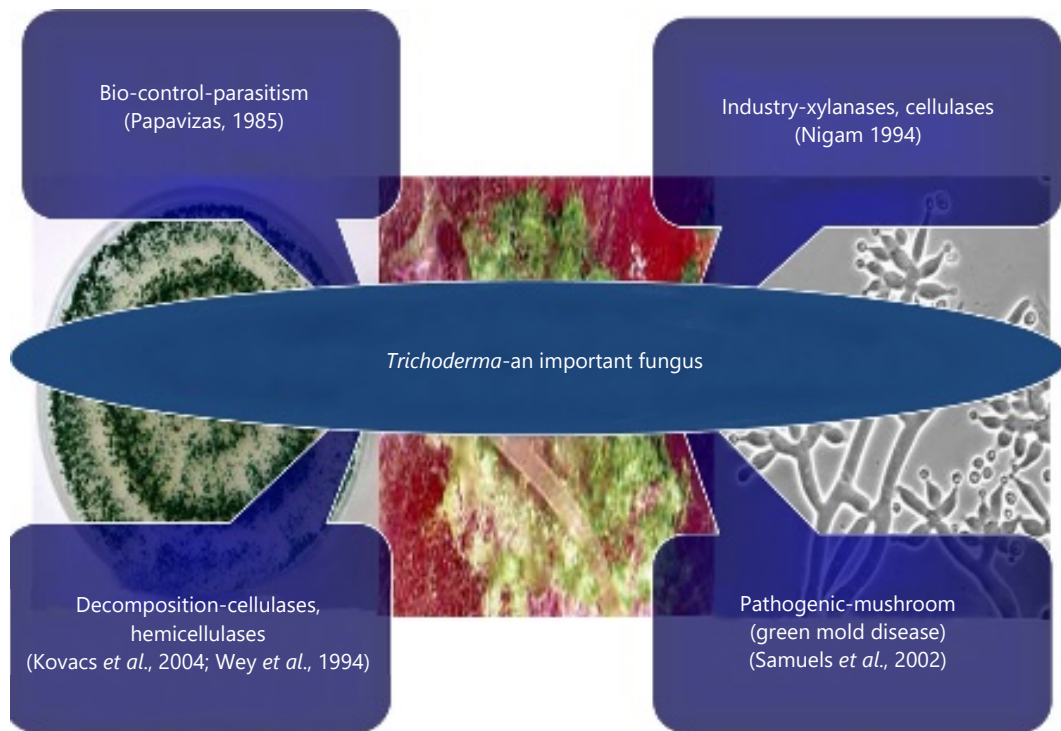 Bio-control-parasitism
(Papavizas, 1985)
Industry-xylanases, cellulases
(Nigam 1994)
Trichoderma-an important fungus
Decomposition-cellulases,
hemicellulases
(Kovacs et al., 2004; Wey et al., 1994)
Pathogenic-mushroom
(green mold disease)
(Samuels et al., 2002)